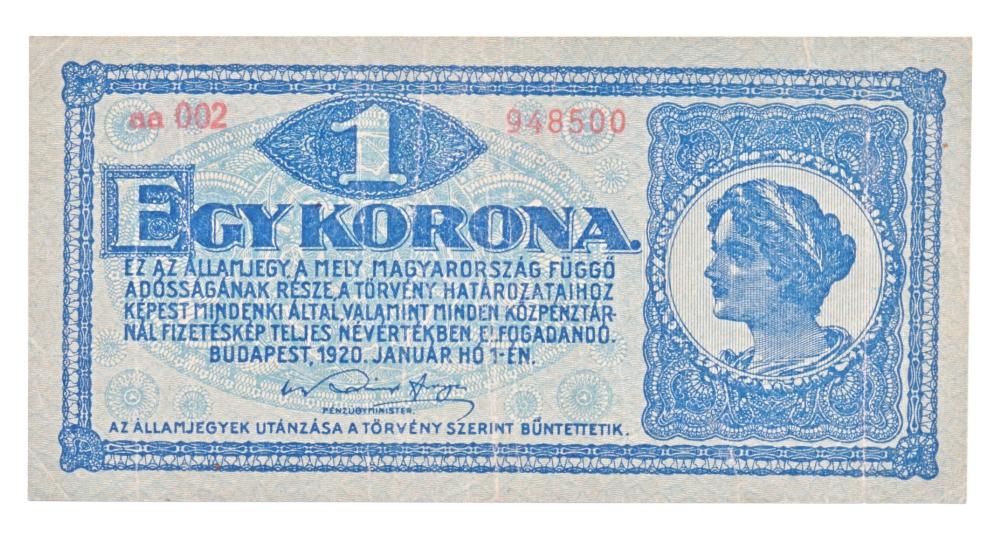 aa 002
948500
1
EGY KORONA.
EZ AZ ÁLLAMJEGY, A MELY MAGYARORSZÁG FÜGGŐ
ADÓSSÁGÁNAK RÉSZE, A TÖRVÉNY HATÁROZATAIHOZ
KÉPEST MINDENKI ÁLTAL, VALAMINT MINDEN KÖZPÉNZTÁR-
NÁL FIZETÉSKÉP TELJES NÉVÉRTÉKBEN ELFOGADANDÓ.
BUDAPEST, 1920. JANUÁR HÓ 1-ÉN.
PÉNZÜGYMINISTER.
AZ ÁLLAMJEGYEK UTÁNZÁSA A TÖRVÉNY SZERINT BÜNTETTETIK.